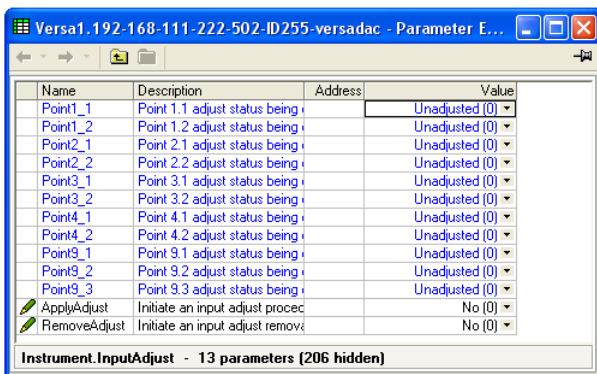 Versa1.192-168-111-222-502-ID255-versadac - Parameter E...
Name Description Address Value
Point1_1 Point 1.1 adjust status being Unadjusted (0)
Point1_2 Point 1.2 adjust status being Unadjusted (0)
Point2_1 Point 2.1 adjust status being Unadjusted (0)
Point2_2 Point 2.2 adjust status being Unadjusted (0)
Point3_1 Point 3.1 adjust status being Unadjusted (0)
Point3_2 Point 3.2 adjust status being Unadjusted (0)
Point4_1 Point 4.1 adjust status being Unadjusted (0)
Point4_2 Point 4.2 adjust status being Unadjusted (0)
Point9_1 Point 9.1 adjust status being Unadjusted (0)
Point9_2 Point 9.2 adjust status being Unadjusted (0)
Point9_3 Point 9.3 adjust status being Unadjusted (0)
ApplyAdjust Initiate an input adjust proced No (0)
RemoveAdjust Initiate an input adjust remova No (0)
Instrument.InputAdjust - 13 parameters (206 hidden)